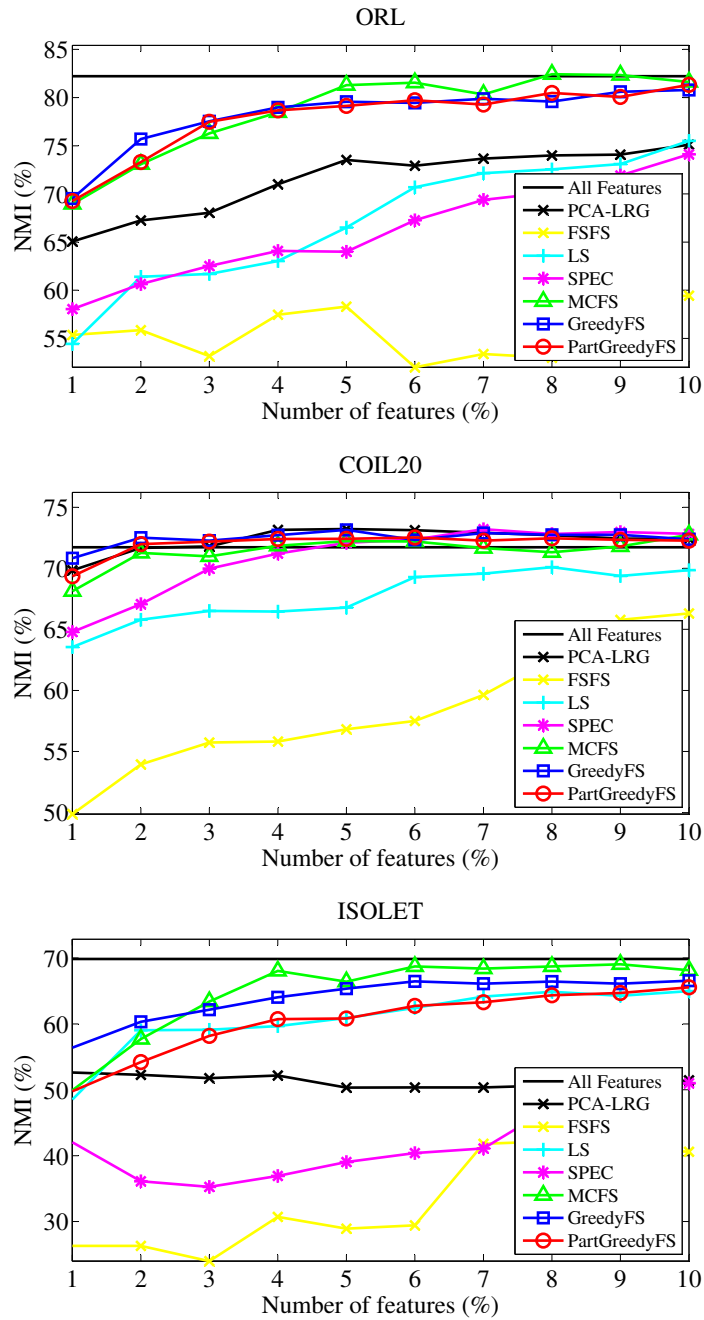 ORL
85
80
75
70
65
60
55
NMI (%)
1 2 3 4 5 6 7 8 9 10
Number of features (%)
All Features
PCA-LRG
FSFS
LS
SPEC
MCFS
GreedyFS
PartGreedyFS
COIL20
75
70
65
60
55
50
NMI (%)
1 2 3 4 5 6 7 8 9 10
Number of features (%)
All Features
PCA-LRG
FSFS
LS
SPEC
MCFS
GreedyFS
PartGreedyFS
ISOLET
70
60
50
40
30
NMI (%)
1 2 3 4 5 6 7 8 9 10
Number of features (%)
All Features
PCA-LRG
FSFS
LS
SPEC
MCFS
GreedyFS
PartGreedyFS